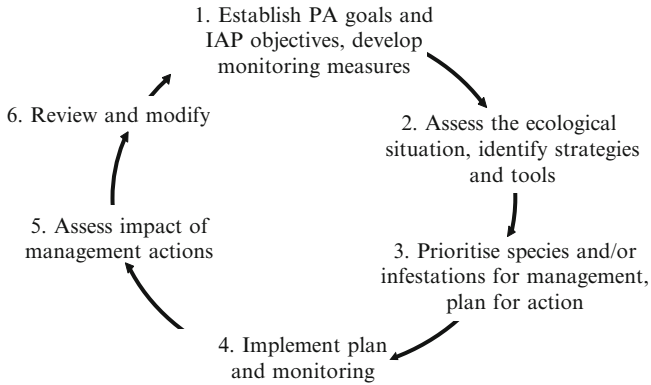 1. Establish PA goals and
IAP objectives, develop
monitoring measures
2. Assess the ecological
situation, identify strategies
and tools
3. Prioritise species and/or
infestations for management,
plan for action
4. Implement plan
and monitoring
5. Assess impact of
management actions
6. Review and modify